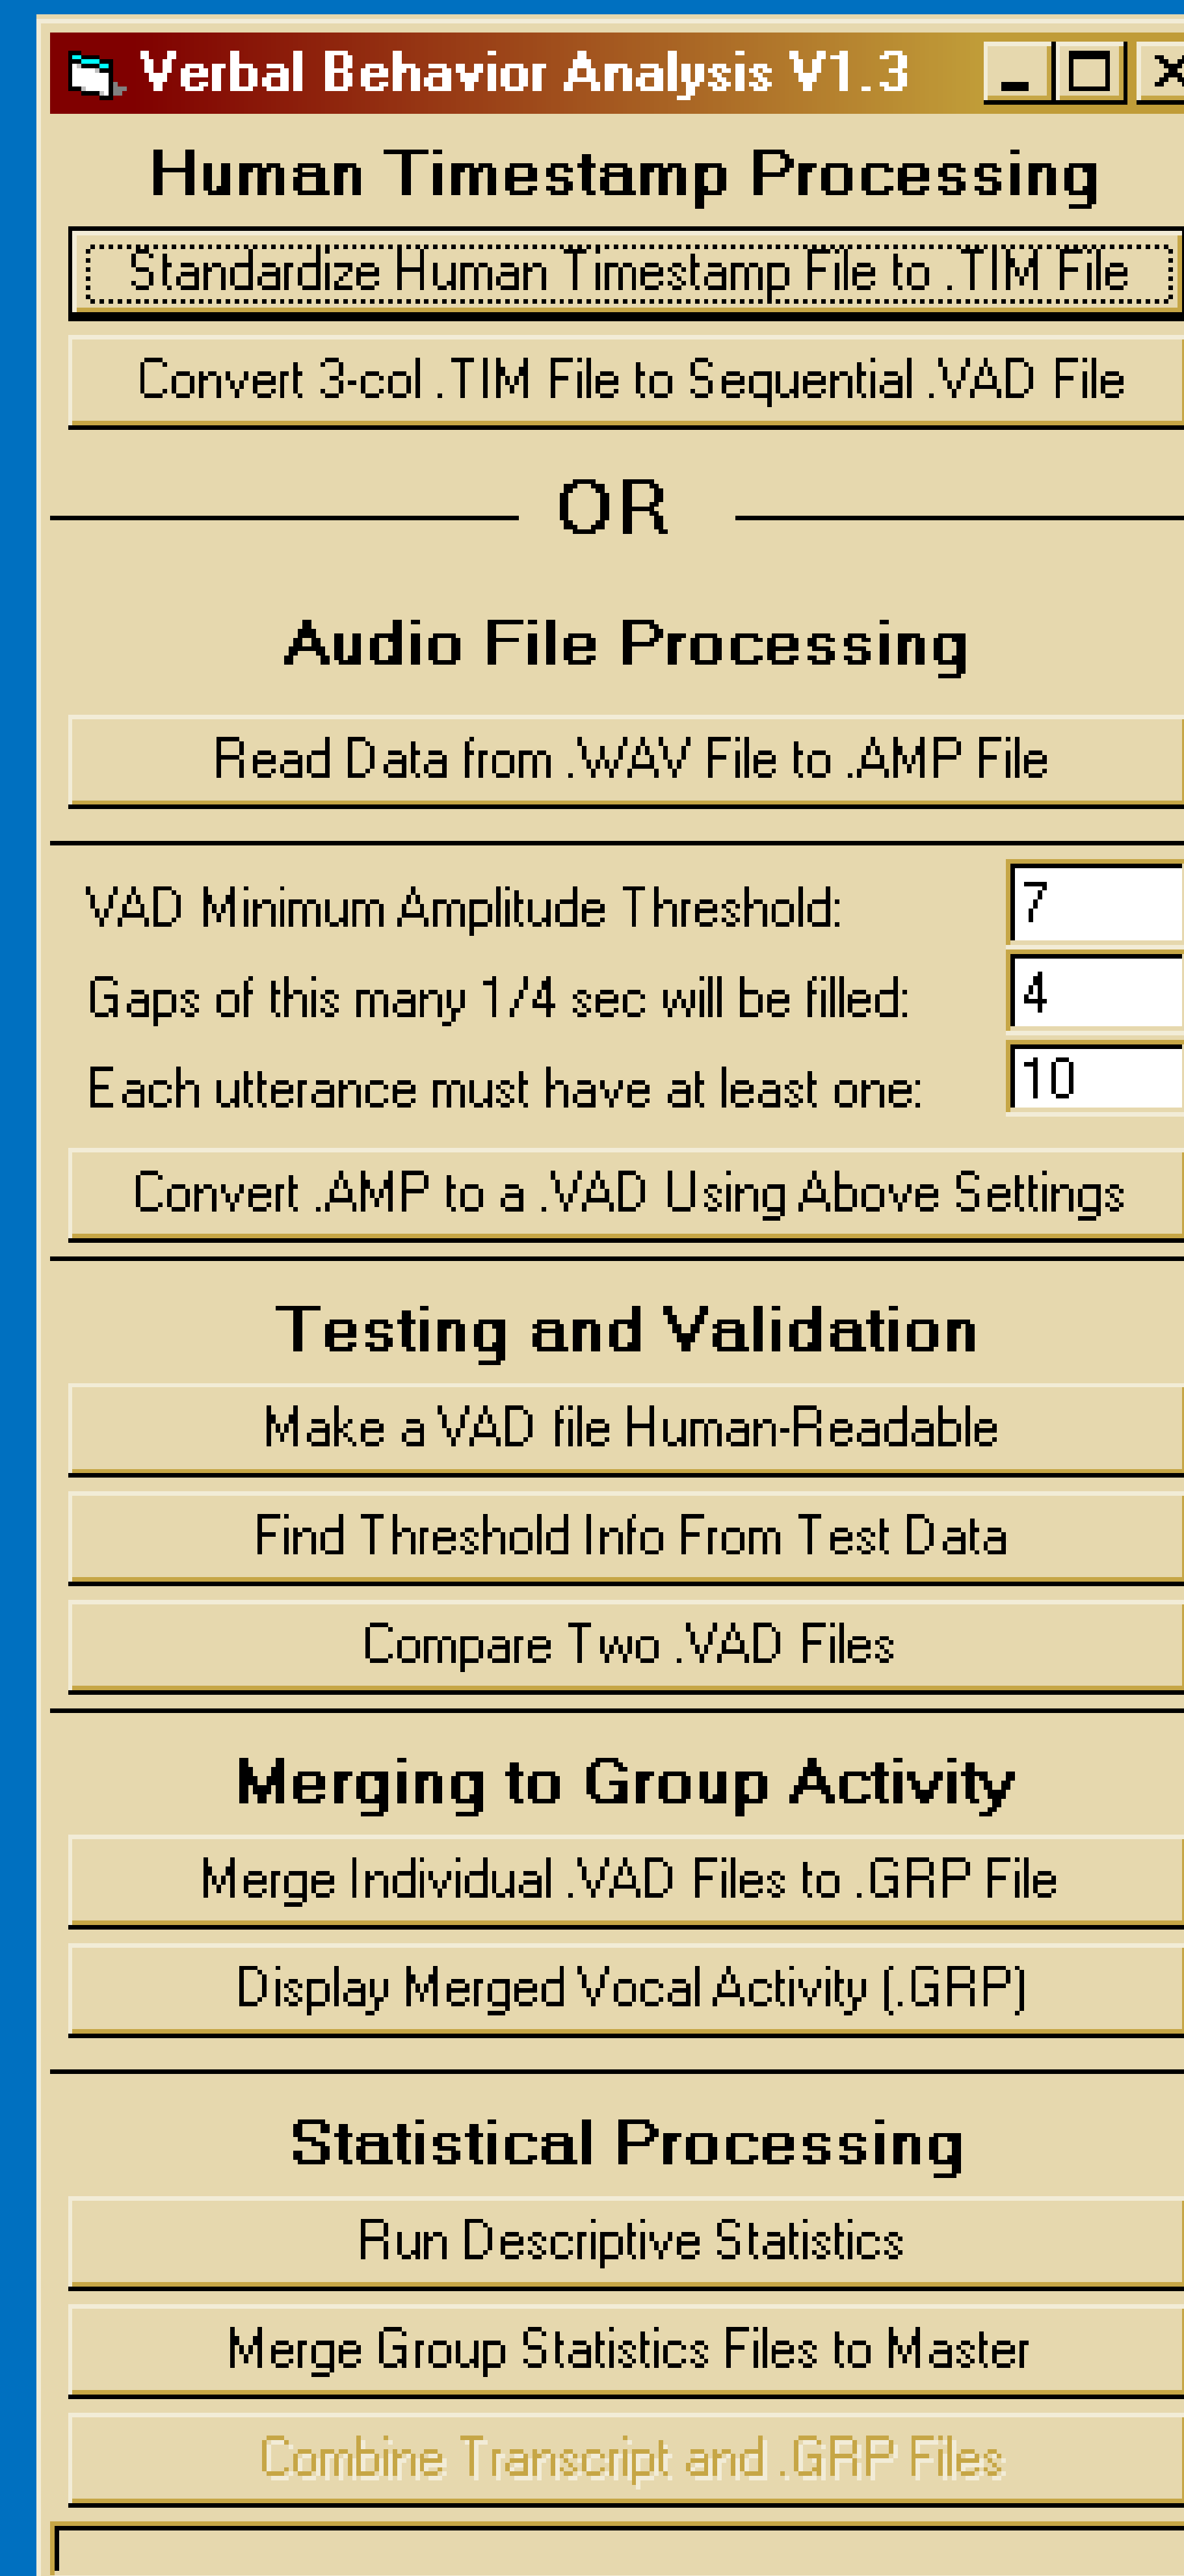 Verbal Behavior Analysis V1.3
Human Timestamp Processing
Standardize Human Timestamp File to .TIM File
Convert 3-col .TIM File to Sequential .VAD File
OR
Audio File Processing
Read Data from .WAV File to .AMP File
VAD Minimum Amplitude Threshold: 7
Gaps of this many 1/4 sec will be filled: 4
Each utterance must have at least one: 10
Convert .AMP to a .VAD Using Above Settings
Testing and Validation
Make a VAD file Human-Readable
Find Threshold Info From Test Data
Compare Two .VAD Files
Merging to Group Activity
Merge Individual .VAD Files to .GRP File
Display Merged Vocal Activity (.GRP)
Statistical Processing
Run Descriptive Statistics
Merge Group Statistics Files to Master
Combine Transcript and .GRP Files